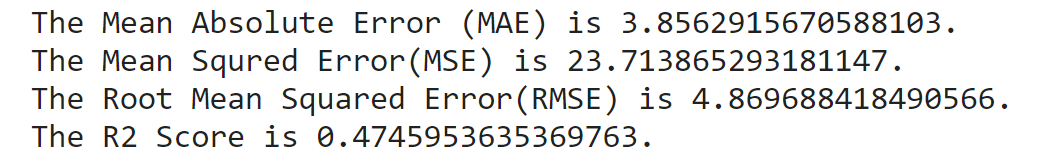 The Mean Absolute Error (MAE) is 3.8562915670588103.
The Mean Squred Error(MSE) is 23.713865293181147.
The Root Mean Squared Error(RMSE) is 4.869688418490566.
The R2 Score is 0.4745953635369763.